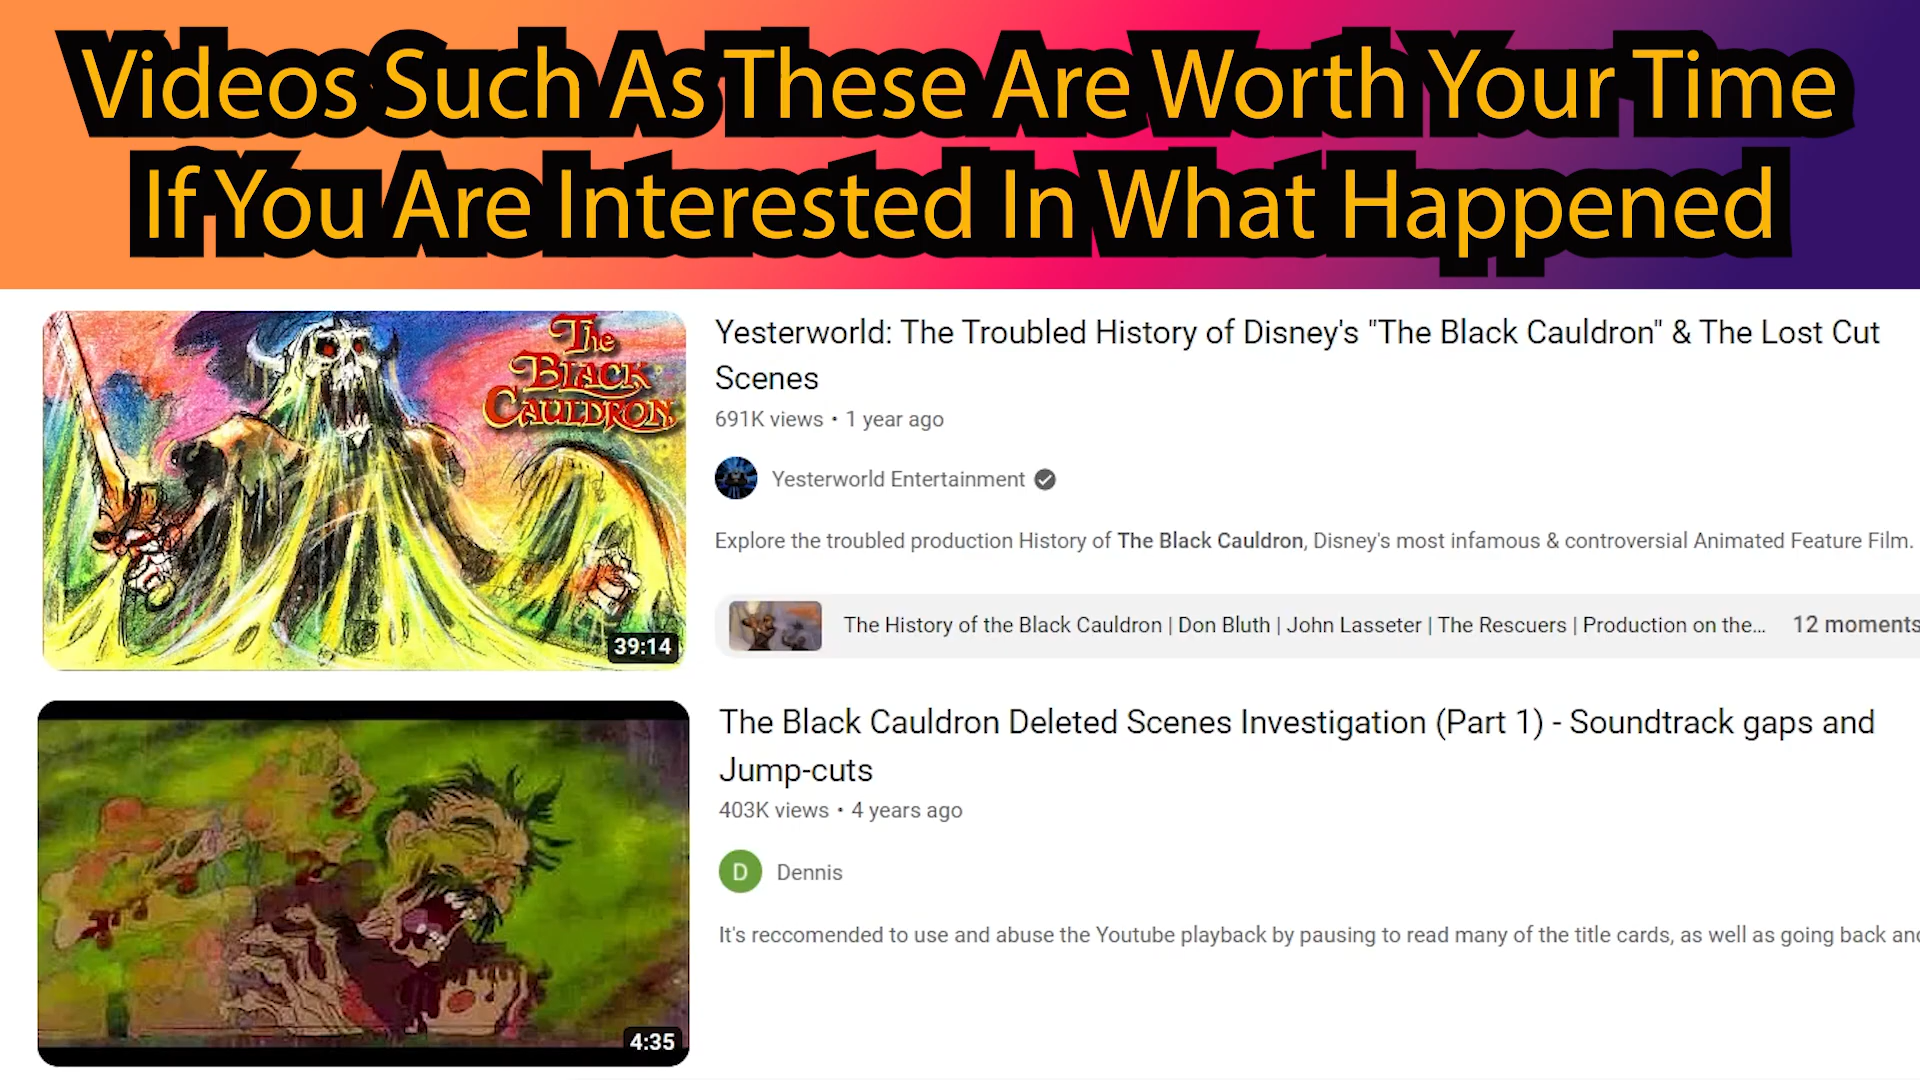 Videos Such As These Are Worth Your Time
If You Are Interested In What Happened
The
BLACK
CAULDRON
39:14
Yesterworld: The Troubled History of Disney's "The Black Cauldron" & The Lost Cut
Scenes
691K views • 1 year ago
Yesterworld Entertainment
Explore the troubled production History of The Black Cauldron, Disney's most infamous & controversial Animated Feature Film.
The History of the Black Cauldron | Don Bluth | John Lasseter | The Rescuers | Production on the... 12 moments
4:35
The Black Cauldron Deleted Scenes Investigation (Part 1) - Soundtrack gaps and
Jump-cuts
403K views • 4 years ago
D Dennis
It's reccomended to use and abuse the Youtube playback by pausing to read many of the title cards, as well as going back and